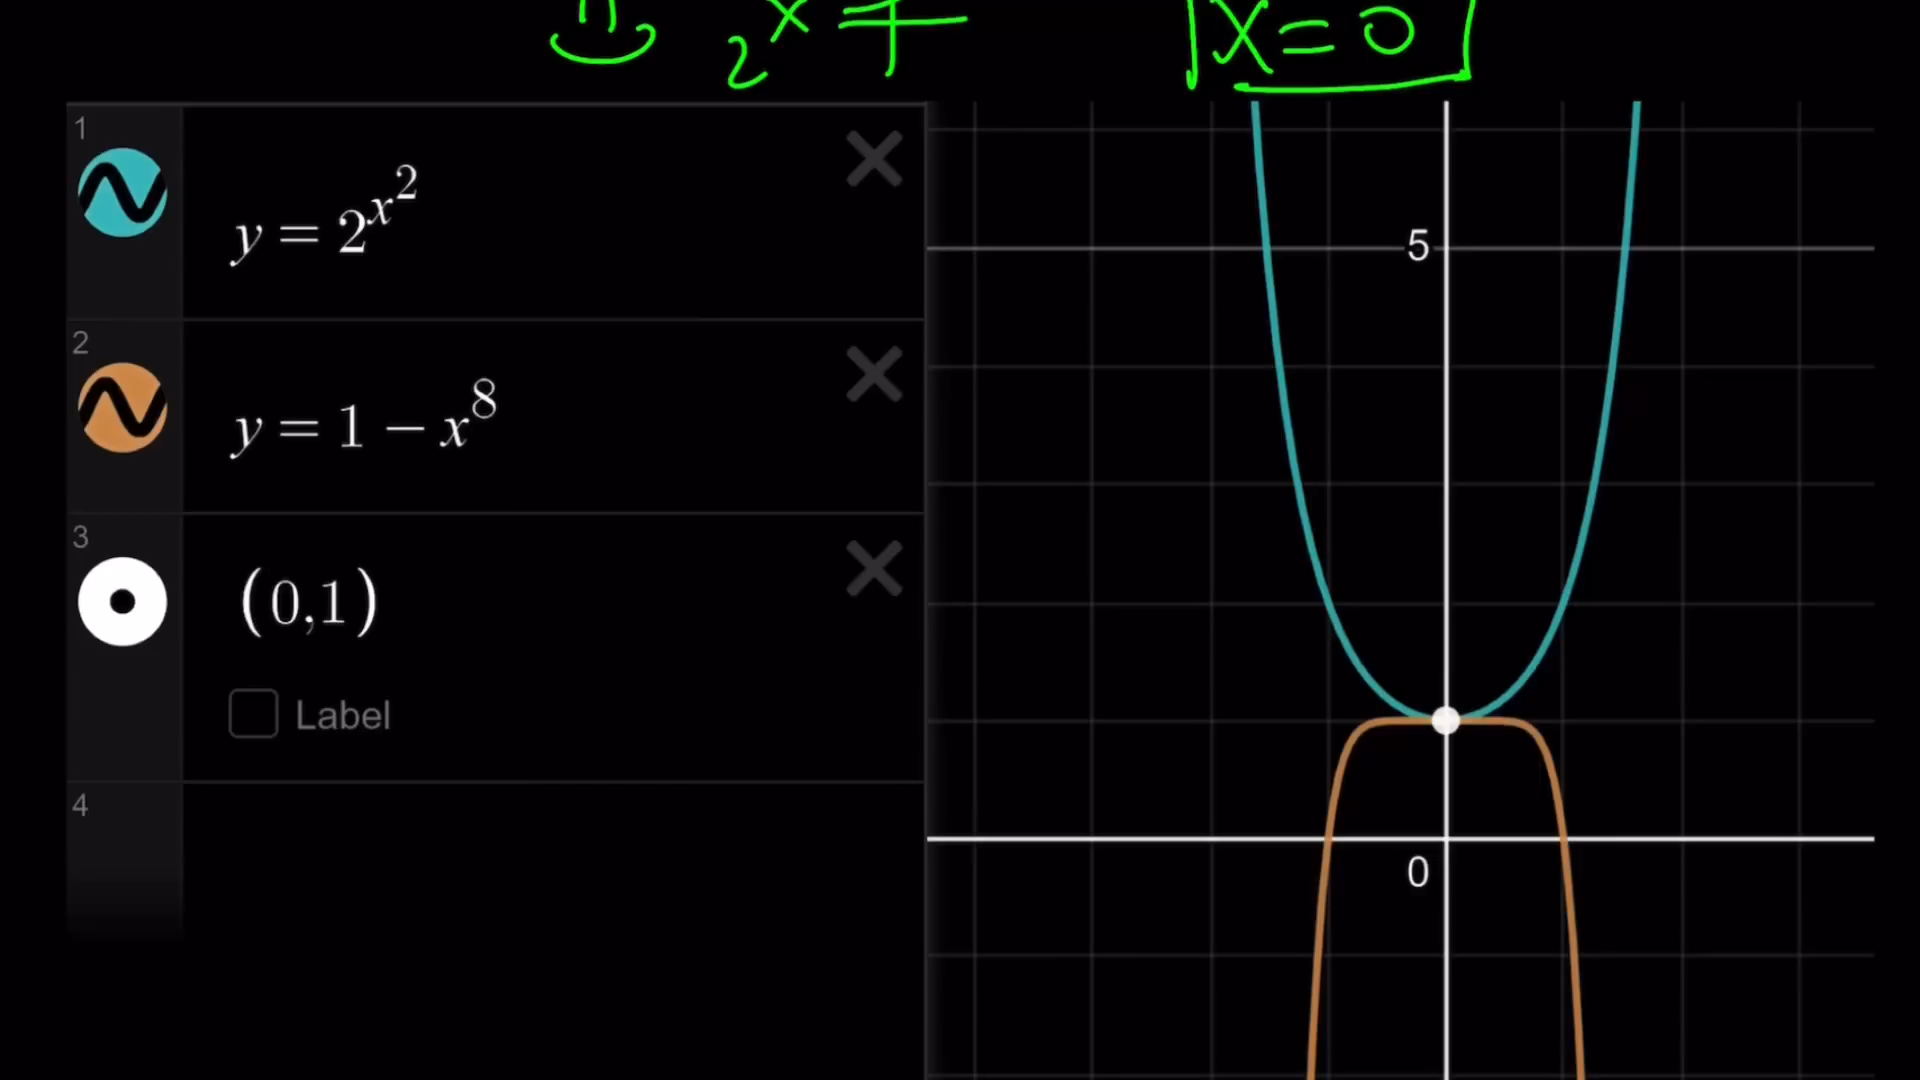 x = 0
1
y = 2^{x^2}
2
y = 1 − x^8
3
(0,1)
Label
4
5
0